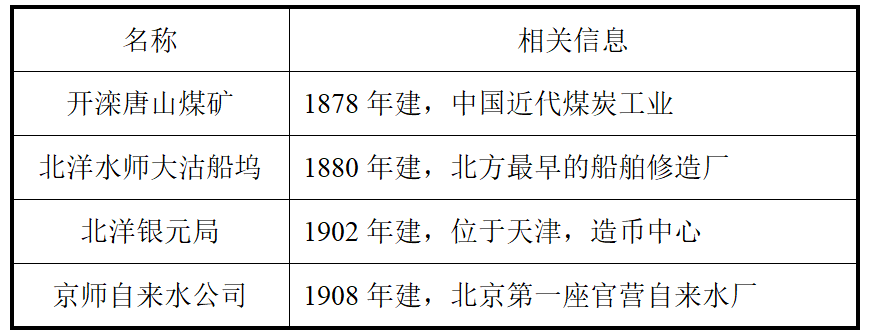 名称 相关信息
开滦唐山煤矿 1878 年建，中国近代煤炭工业
北洋水师大沽船坞 1880 年建，北方最早的船舶修造厂
北洋银元局 1902 年建，位于天津，造币中心
京师自来水公司 1908 年建，北京第一座官营自来水厂